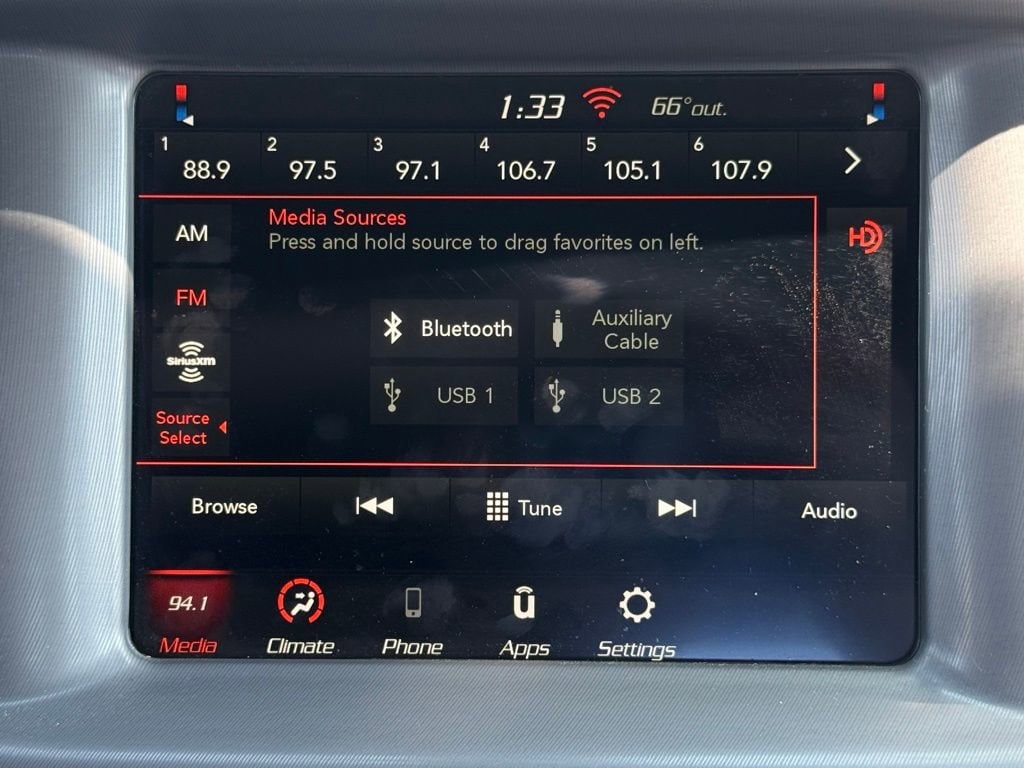 1:33 66°out.
1 88.9 2 97.5 3 97.1 4 106.7 5 105.1 6 107.9
AM
Media Sources
Press and hold source to drag favorites on left.
HD
FM
Bluetooth
Auxiliary
Cable
SiriusXM
USB 1
USB 2
Source
Select
Browse
Tune
Audio
94.1
Media Climate Phone Apps Settings